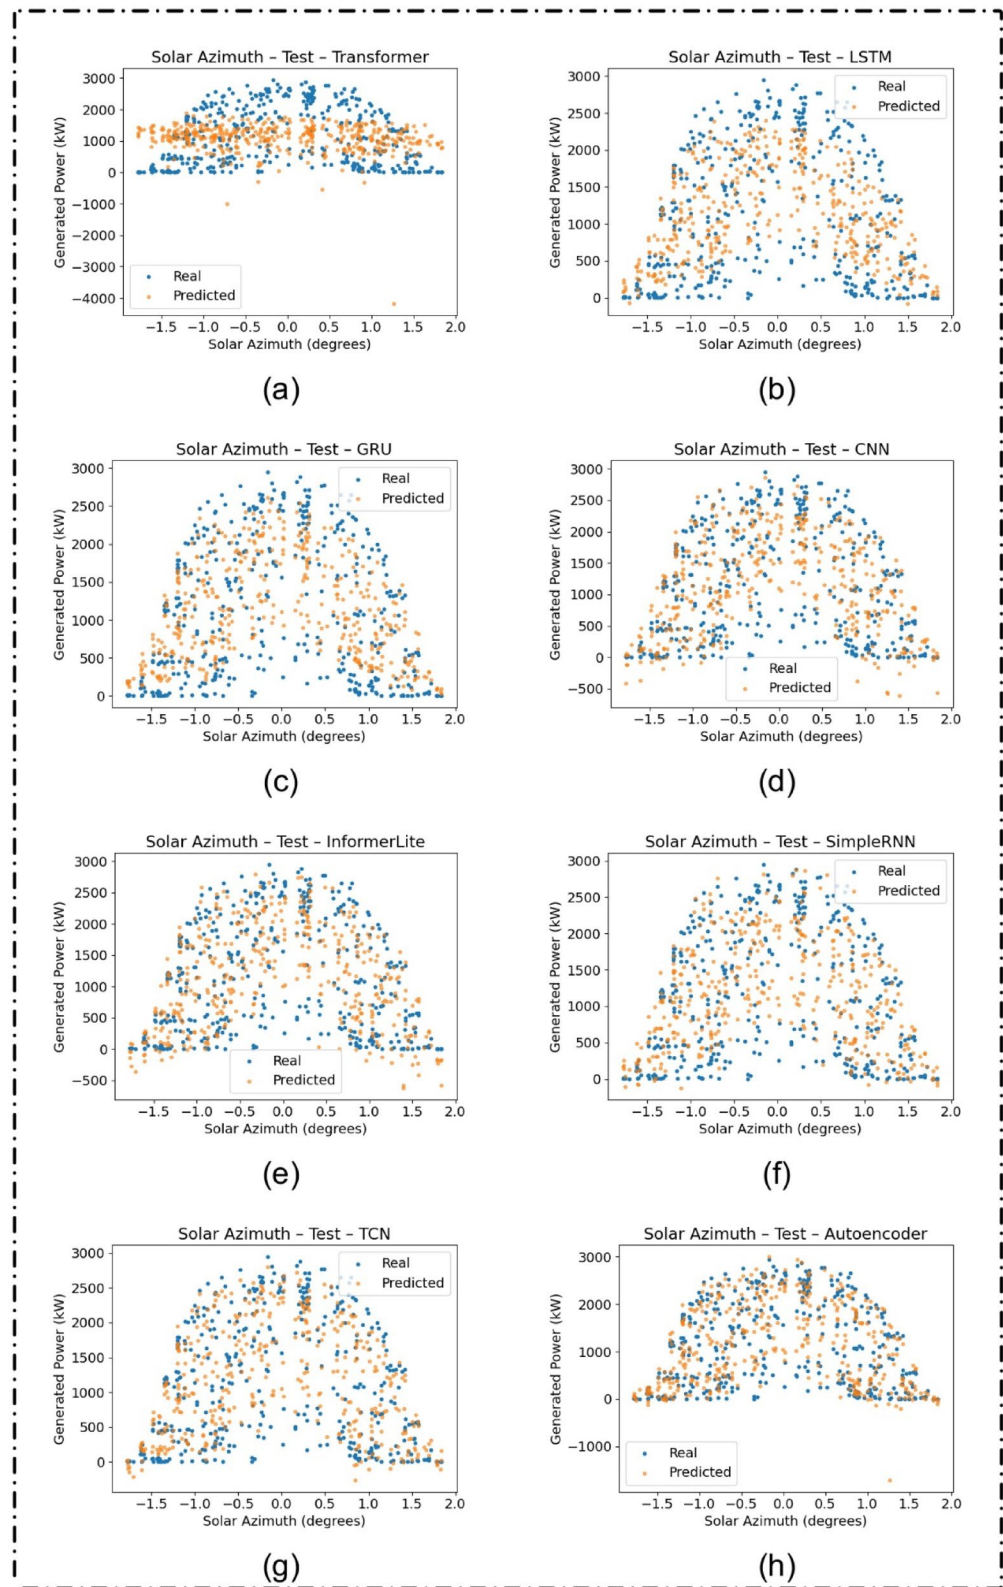 Solar Azimuth – Test – Transformer
Generated Power (kW)
3000
2000
1000
0
−1000
−2000
−3000
−4000
Real
Predicted
−1.5 −1.0 −0.5 0.0 0.5 1.0 1.5 2.0
Solar Azimuth (degrees)
(a)
Solar Azimuth – Test – LSTM
Generated Power (kW)
3000
2500
2000
1500
1000
500
0
Real
Predicted
−1.5 −1.0 −0.5 0.0 0.5 1.0 1.5 2.0
Solar Azimuth (degrees)
(b)
Solar Azimuth – Test – GRU
Generated Power (kW)
3000
2500
2000
1500
1000
500
0
Real
Predicted
−1.5 −1.0 −0.5 0.0 0.5 1.0 1.5 2.0
Solar Azimuth (degrees)
(c)
Solar Azimuth – Test – CNN
Generated Power (kW)
3000
2500
2000
1500
1000
500
0
−500
Real
Predicted
−1.5 −1.0 −0.5 0.0 0.5 1.0 1.5 2.0
Solar Azimuth (degrees)
(d)
Solar Azimuth – Test – InformerLite
Generated Power (kW)
3000
2500
2000
1500
1000
500
0
−500
Real
Predicted
−1.5 −1.0 −0.5 0.0 0.5 1.0 1.5 2.0
Solar Azimuth (degrees)
(e)
Solar Azimuth – Test – SimpleRNN
Generated Power (kW)
3000
2500
2000
1500
1000
500
0
Real
Predicted
−1.5 −1.0 −0.5 0.0 0.5 1.0 1.5 2.0
Solar Azimuth (degrees)
(f)
Solar Azimuth – Test – TCN
Generated Power (kW)
3000
2500
2000
1500
1000
500
0
Real
Predicted
−1.5 −1.0 −0.5 0.0 0.5 1.0 1.5 2.0
Solar Azimuth (degrees)
(g)
Solar Azimuth – Test – Autoencoder
Generated Power (kW)
3000
2000
1000
0
−1000
Real
Predicted
−1.5 −1.0 −0.5 0.0 0.5 1.0 1.5 2.0
Solar Azimuth (degrees)
(h)